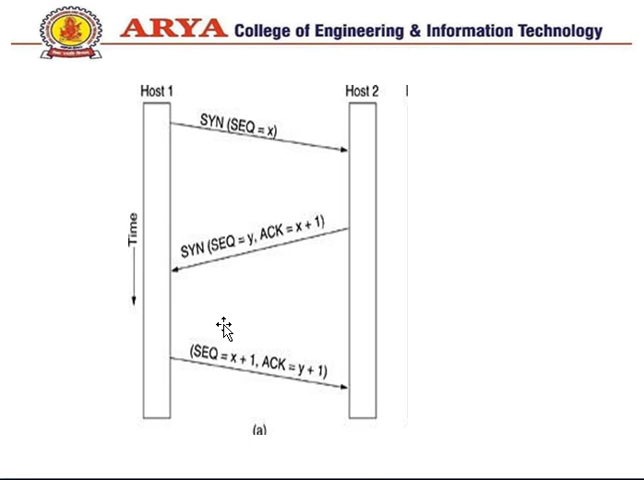 ARYA College of Engineering & Information Technology
Host 1
Host 2
SYN (SEQ = x)
Time
SYN (SEQ = y, ACK = x + 1)
(SEQ = x + 1, ACK = y + 1)
(a)